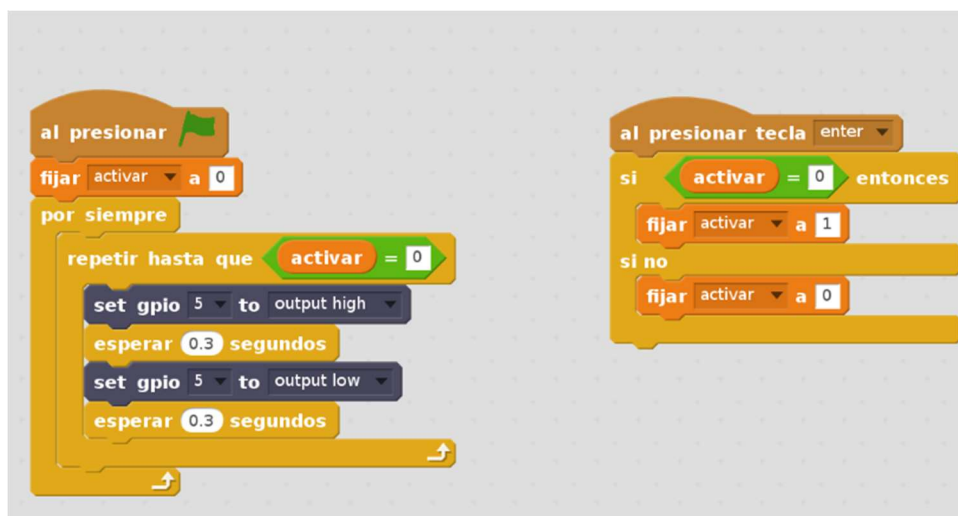 al presionar
fijar activar a 0
por siempre
repetir hasta que activar = 0
set gpio 5 to output high
esperar 0.3 segundos
set gpio 5 to output low
esperar 0.3 segundos
al presionar tecla enter
si activar = 0 entonces
fijar activar a 1
si no
fijar activar a 0